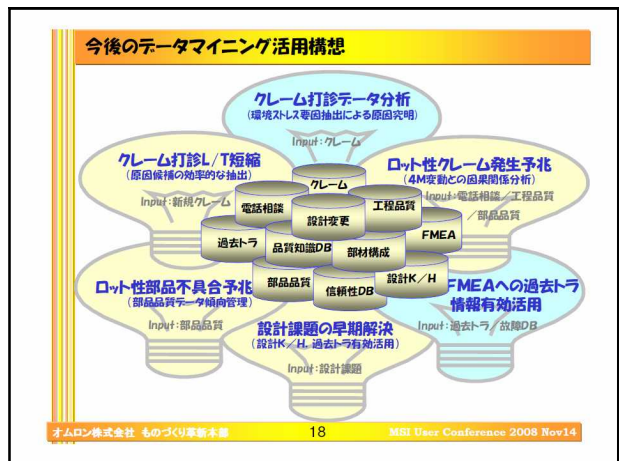 今後のデータマイニング活用構想
クレーム打診データ分析
(環境ストレス要因抽出による原因究明)
Input:クレーム
クレーム打診L/T短縮
(原因候補の効率的な抽出)
Input:新規クレーム
ロット性クレーム発生予兆
(4M変動との因果関係分析)
Input:電話相談/工程品質
/部品品質
クレーム
電話相談
設計変更
工程品質
過去トラ
品質知識DB
部材構成
FMEA
部品品質
信頼性DB
設計K/H
ロット性部品不具合予兆
(部品品質データ傾向管理)
Input:部品品質
設計課題の早期解決
(設計K/H、過去トラ有効活用)
Input:設計課題
FMEAへの過去トラ
情報有効活用
Input:過去トラ/故障DB
オムロン株式会社 ものづくり革新本部
18
MSI User Conference 2008 Nov14